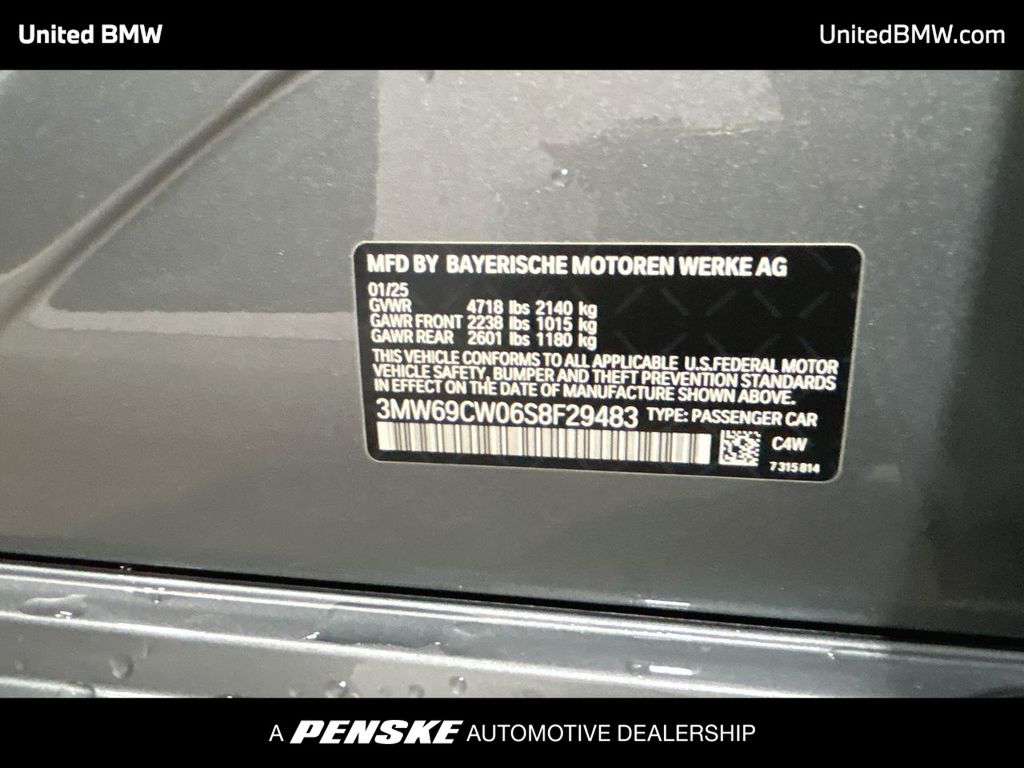 United BMW
UnitedBMW.com
MFD BY BAYERISCHE MOTOREN WERKE AG
01/25
GVWR 4718 lbs 2140 kg
GAWR FRONT 2238 lbs 1015 kg
GAWR REAR 2601 lbs 1180 kg
THIS VEHICLE CONFORMS TO ALL APPLICABLE U.S.FEDERAL MOTOR
VEHICLE SAFETY, BUMPER AND THEFT PREVENTION STANDARDS
IN EFFECT ON THE DATE OF MANUFACTURE SHOWN ABOVE.
3MW69CW06S8F29483 TYPE: PASSENGER CAR
C4W
7315814
A PENSKE AUTOMOTIVE DEALERSHIP